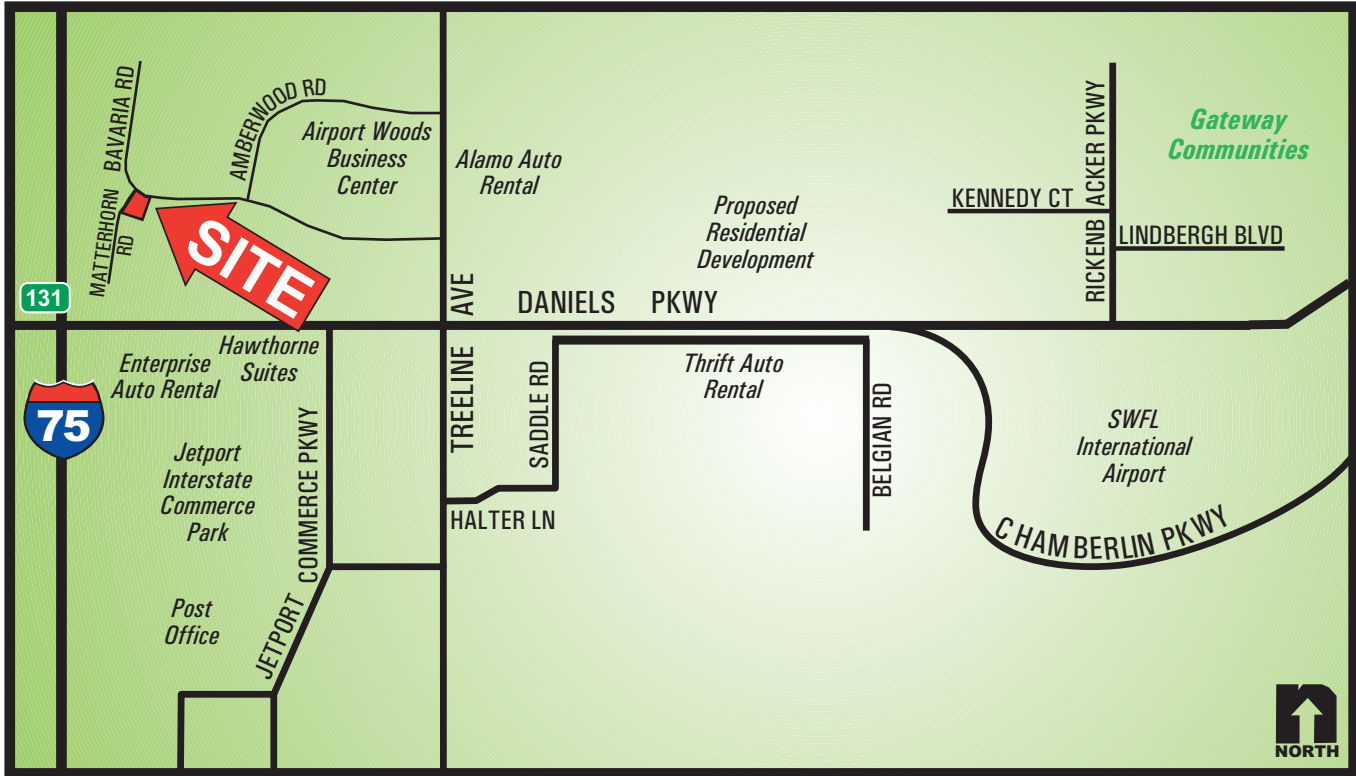 BAVARIA RD
AMBERWOOD RD
Airport Woods
Business
Center
Alamo Auto
Rental
Gateway
Communities
RICKENB ACKER PKWY
KENNEDY CT
LINDBERGH BLVD
Proposed
Residential
Development
MATTERHORN
RD
SITE
131
DANIELS PKWY
TREELINE AVE
75
Enterprise
Auto Rental
Hawthorne
Suites
SADDLE RD
Thrift Auto
Rental
BELGIAN RD
SWFL
International
Airport
Jetport
Interstate
Commerce
Park
JETPORT COMMERCE PKWY
HALTER LN
CHAMBERLIN PKWY
Post
Office
n
NORTH